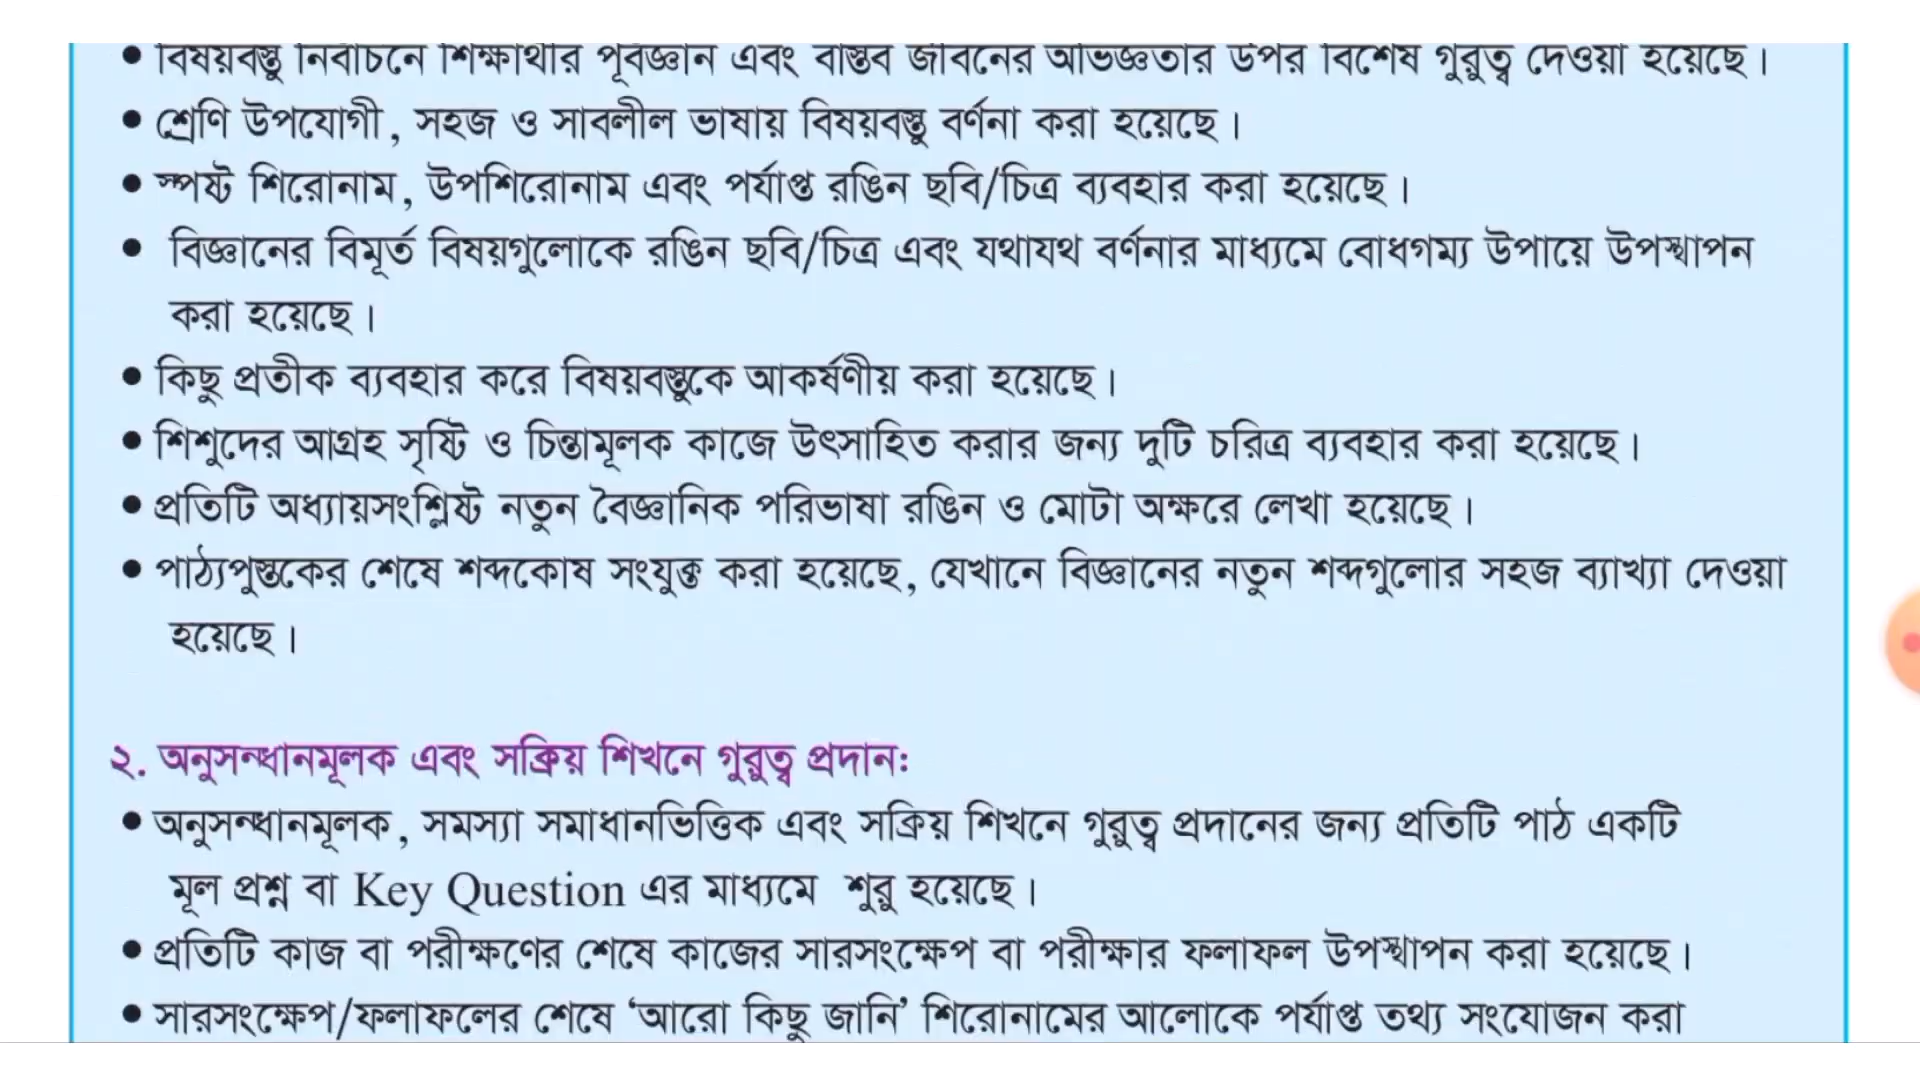 • বিষয়বস্তু নির্বাচনে শিক্ষার্থীর পূর্বজ্ঞান এবং বাস্তব জীবনের অভিজ্ঞতার উপর বিশেষ গুরুত্ব দেওয়া হয়েছে।
• শ্রেণি উপযোগী, সহজ ও সাবলীল ভাষায় বিষয়বস্তু বর্ণনা করা হয়েছে।
• স্পষ্ট শিরোনাম, উপশিরোনাম এবং পর্যাপ্ত রঙিন ছবি/চিত্র ব্যবহার করা হয়েছে।
• বিজ্ঞানের বিমূর্ত বিষয়গুলোকে রঙিন ছবি/চিত্র এবং যথাযথ বর্ণনার মাধ্যমে বোধগম্য উপায়ে উপস্থাপন
করা হয়েছে।
• কিছু প্রতীক ব্যবহার করে বিষয়বস্তুকে আকর্ষণীয় করা হয়েছে।
• শিশুদের আগ্রহ সৃষ্টি ও চিন্তামূলক কাজে উৎসাহিত করার জন্য দুটি চরিত্র ব্যবহার করা হয়েছে।
• প্রতিটি অধ্যায়সংশ্লিষ্ট নতুন বৈজ্ঞানিক পরিভাষা রঙিন ও মোটা অক্ষরে লেখা হয়েছে।
• পাঠ্যপুস্তকের শেষে শব্দকোষ সংযুক্ত করা হয়েছে, যেখানে বিজ্ঞানের নতুন শব্দগুলোর সহজ ব্যাখ্যা দেওয়া
হয়েছে।
২. অনুসন্ধানমূলক এবং সক্রিয় শিখনে গুরুত্ব প্রদান:
• অনুসন্ধানমূলক, সমস্যা সমাধানভিত্তিক এবং সক্রিয় শিখনে গুরুত্ব প্রদানের জন্য প্রতিটি পাঠ একটি
মূল প্রশ্ন বা Key Question এর মাধ্যমে শুরু হয়েছে।
• প্রতিটি কাজ বা পরীক্ষণের শেষে কাজের সারসংক্ষেপ বা পরীক্ষার ফলাফল উপস্থাপন করা হয়েছে।
• সারসংক্ষেপ/ফলাফলের শেষে ‘আরো কিছু জানি’ শিরোনামের আলোকে পর্যাপ্ত তথ্য সংযোজন করা